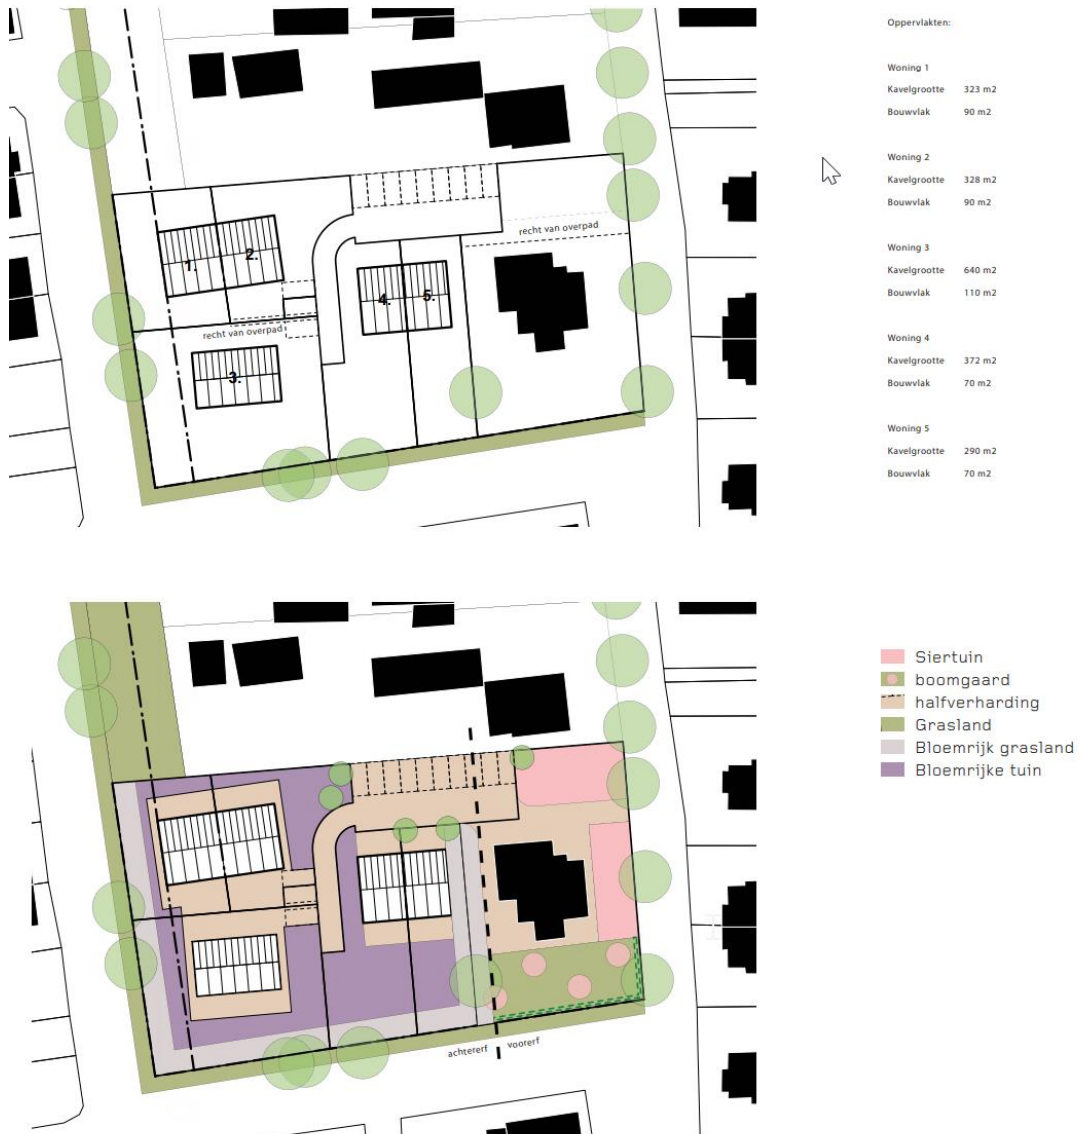 Oppervlakten:
Woning 1
Kavelgrootte 323 m2
Bouwvlak 90 m2
Woning 2
Kavelgrootte 328 m2
Bouwvlak 90 m2
Woning 3
Kavelgrootte 640 m2
Bouwvlak 110 m2
Woning 4
Kavelgrootte 372 m2
Bouwvlak 70 m2
Woning 5
Kavelgrootte 290 m2
Bouwvlak 70 m2
recht van overpad
1.
2.
4.
5.
recht van overpad
3.
Siertuin
boomgaard
halfverharding
Grasland
Bloemrijk grasland
Bloemrijke tuin
achtererf
voorerf